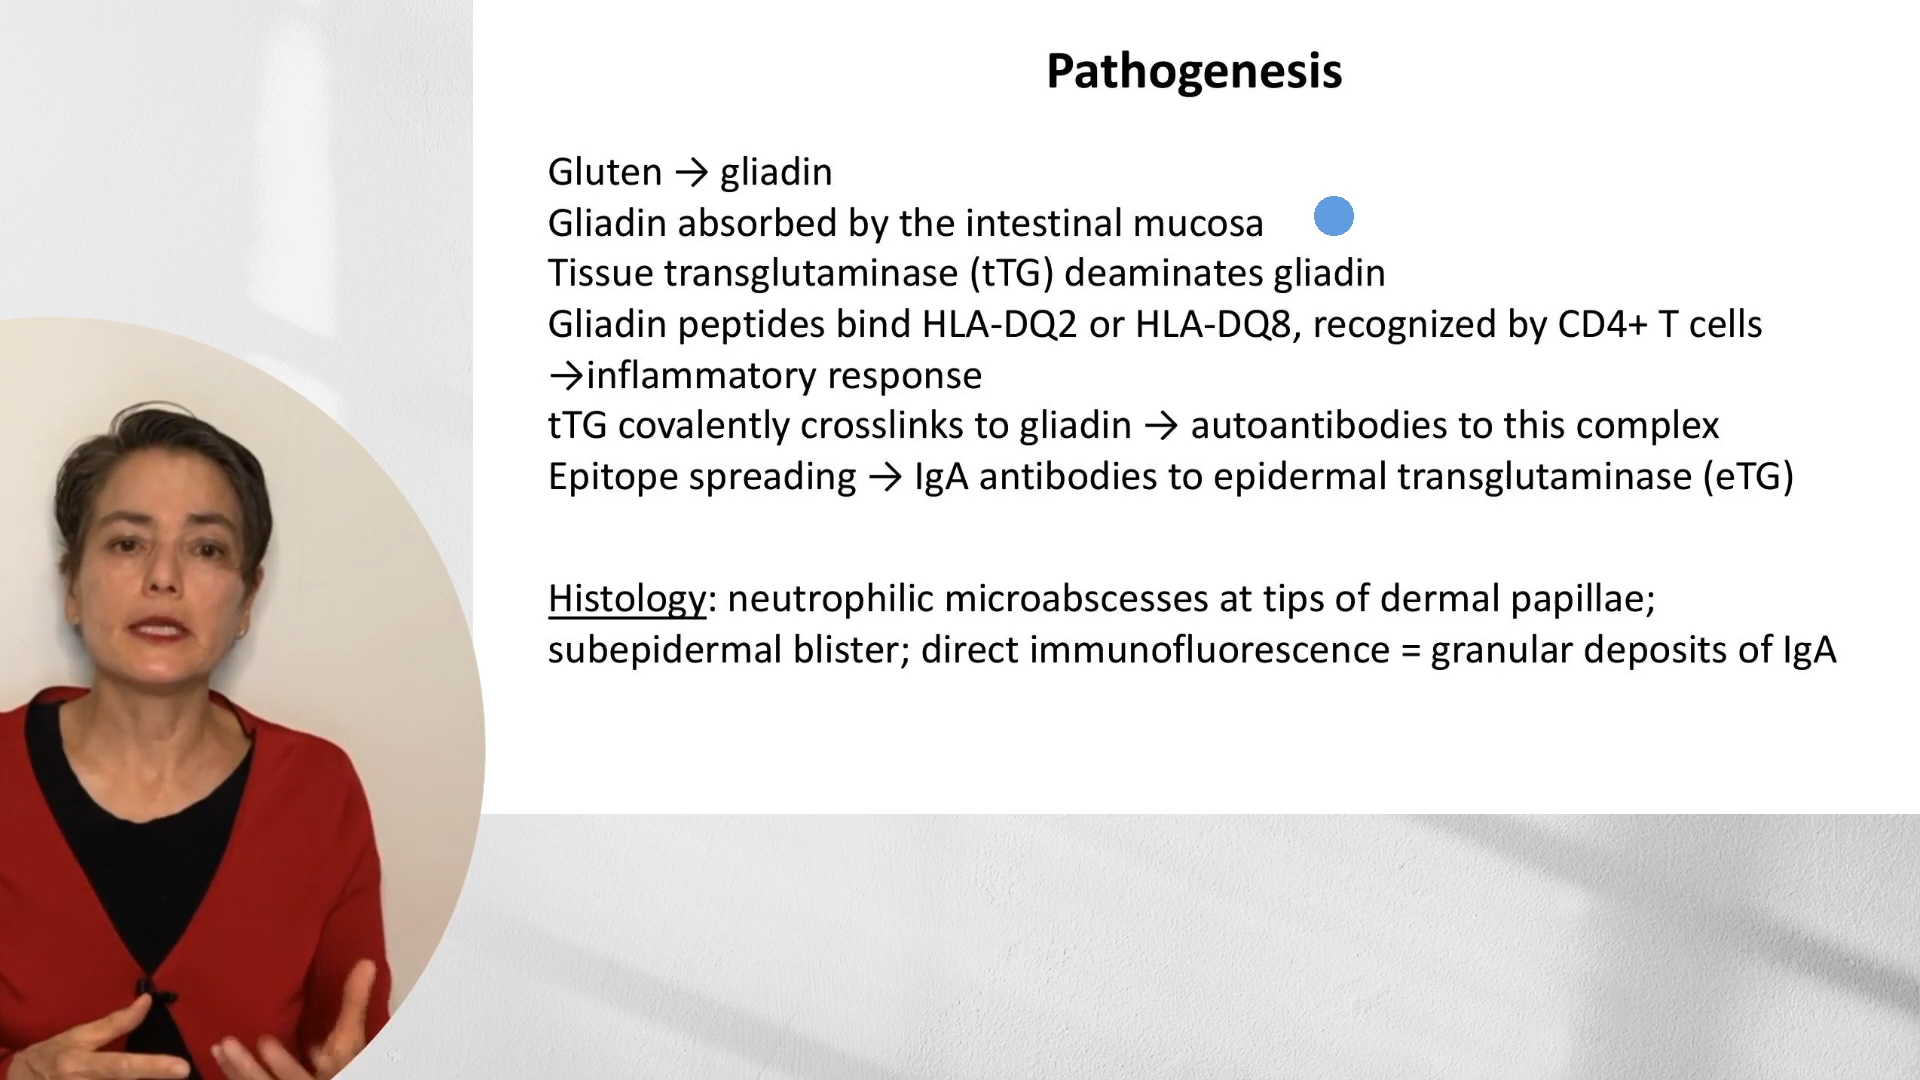 Pathogenesis
Gluten → gliadin
Gliadin absorbed by the intestinal mucosa
Tissue transglutaminase (tTG) deaminates gliadin
Gliadin peptides bind HLA-DQ2 or HLA-DQ8, recognized by CD4+ T cells
→inflammatory response
tTG covalently crosslinks to gliadin → autoantibodies to this complex
Epitope spreading → IgA antibodies to epidermal transglutaminase (eTG)
Histology: neutrophilic microabscesses at tips of dermal papillae;
subepidermal blister; direct immunofluorescence = granular deposits of IgA